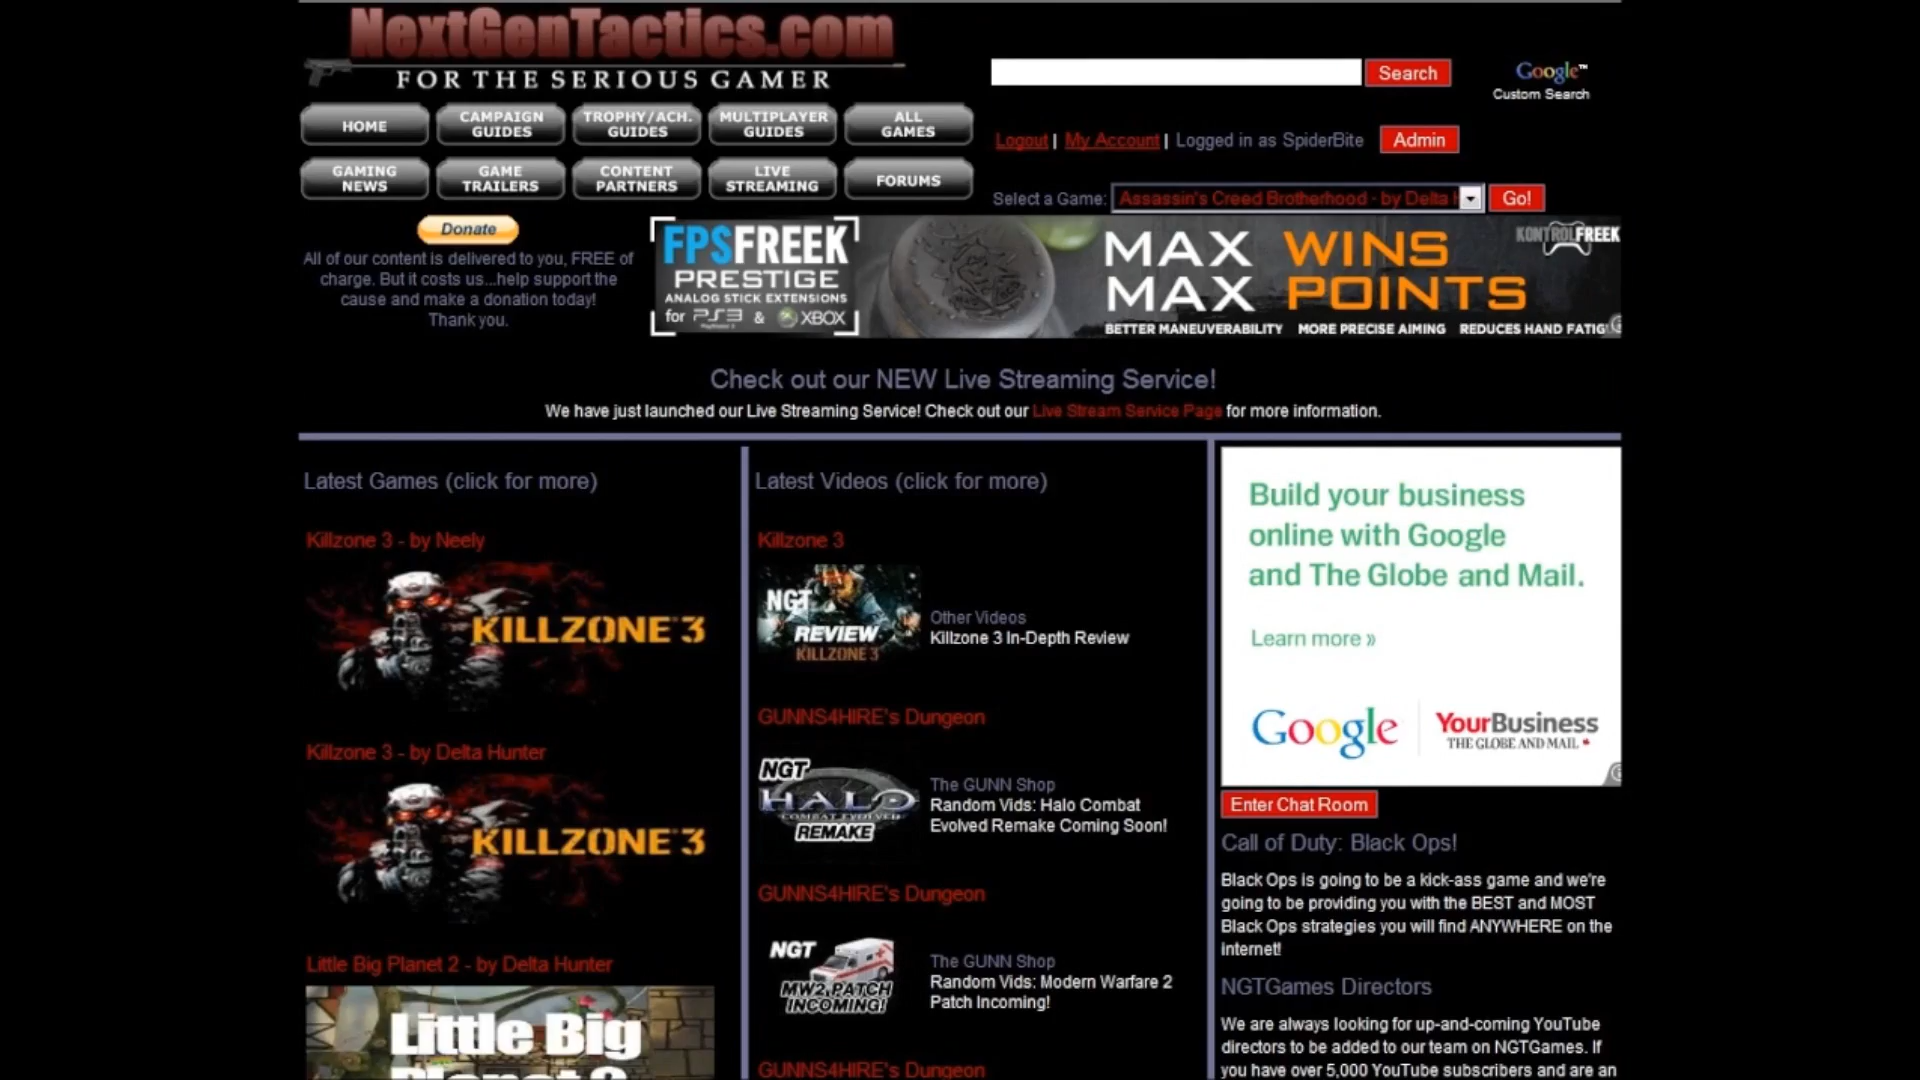 NextGenTactics.com
FOR THE SERIOUS GAMER
Search
Google™
Custom Search
HOME
CAMPAIGN
GUIDES
TROPHY/ACH.
GUIDES
MULTIPLAYER
GUIDES
ALL
GAMES
Logout | My Account | Logged in as SpiderBite
Admin
GAMING
NEWS
GAME
TRAILERS
CONTENT
PARTNERS
LIVE
STREAMING
FORUMS
Select a Game: Assassin's Creed Brotherhood - by Delta
Go!
Donate
All of our content is delivered to you, FREE of
charge. But it costs us...help support the
cause and make a donation today!
Thank you.
FPSFREEK
PRESTIGE
ANALOG STICK EXTENSIONS
for PS3 & XBOX
MAX WINS
MAX POINTS
BETTER MANEUVERABILITY MORE PRECISE AIMING REDUCES HAND FATIG
KONTROLFREEK
Check out our NEW Live Streaming Service!
We have just launched our Live Streaming Service! Check out our Live Stream Service Page for more information.
Latest Games (click for more)
Killzone 3 - by Neely
KILLZONE 3
Killzone 3 - by Delta Hunter
KILLZONE 3
Little Big Planet 2 - by Delta Hunter
Little Big
Planet 2
Latest Videos (click for more)
Killzone 3
NGT
REVIEW
KILLZONE 3
Other Videos
Killzone 3 In-Depth Review
GUNNS4HIRE's Dungeon
NGT
HALO
COMBAT EVOLVED
REMAKE
The GUNN Shop
Random Vids: Halo Combat
Evolved Remake Coming Soon!
GUNNS4HIRE's Dungeon
NGT
MW2 PATCH
INCOMING!
The GUNN Shop
Random Vids: Modern Warfare 2
Patch Incoming!
GUNNS4HIRE's Dungeon
Build your business
online with Google
and The Globe and Mail.
Learn more »
Google
YourBusiness
THE GLOBE AND MAIL
Enter Chat Room
Call of Duty: Black Ops!
Black Ops is going to be a kick-ass game and we're
going to be providing you with the BEST and MOST
Black Ops strategies you will find ANYWHERE on the
internet!
NGTGames Directors
We are always looking for up-and-coming YouTube
directors to be added to our team on NGTGames. If
you have over 5,000 YouTube subscribers and are an